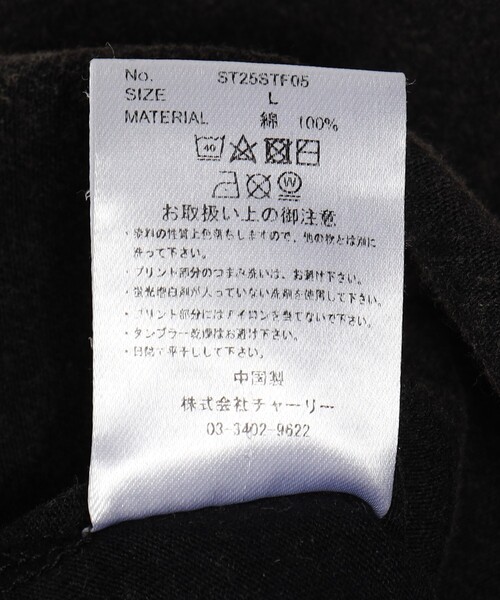 No. ST25STF05
SIZE L
MATERIAL 綿 100%
40
W
お取扱い上の御注意
・染料の性質上色落ちしますので、他の物とは別に
洗って下さい。
・プリント部分のつまみ洗いは、お避け下さい。
・蛍光増白剤が入っていない洗剤を使用して下さい。
・プリント部分にはアイロンを当てないで下さい。
・タンブラー乾燥はお避け下さい。
・日陰で平干しして下さい。
中国製
株式会社チャーリー
03-3402-9622